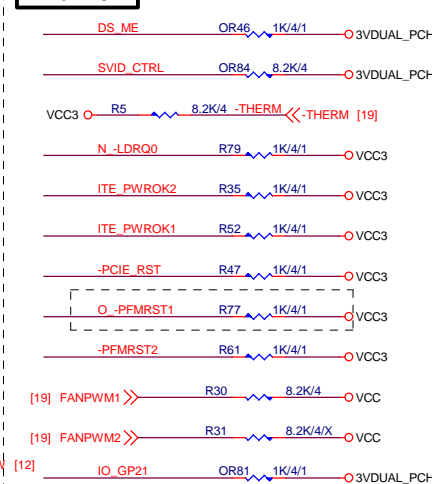 DS_ME OR46 1K/4/1 3VDUAL_PCH
SVID_CTRL OR84 8.2K/4 3VDUAL_PCH
VCC3 R5 8.2K/4 -THERM -THERM [19]
N_-LDRQ0 R79 1K/4/1 VCC3
ITE_PWROK2 R35 1K/4/1 VCC3
ITE_PWROK1 R52 1K/4/1 VCC3
-PCIE_RST R47 1K/4/1 VCC3
O_-PFMRST1 R77 1K/4/1 VCC3
-PFMRST2 R61 1K/4/1 VCC3
[19] FANPWM1 R30 8.2K/4 VCC
[19] FANPWM2 R31 8.2K/4/X VCC
[12]
IO_GP21 OR81 1K/4/1 3VDUAL_PCH